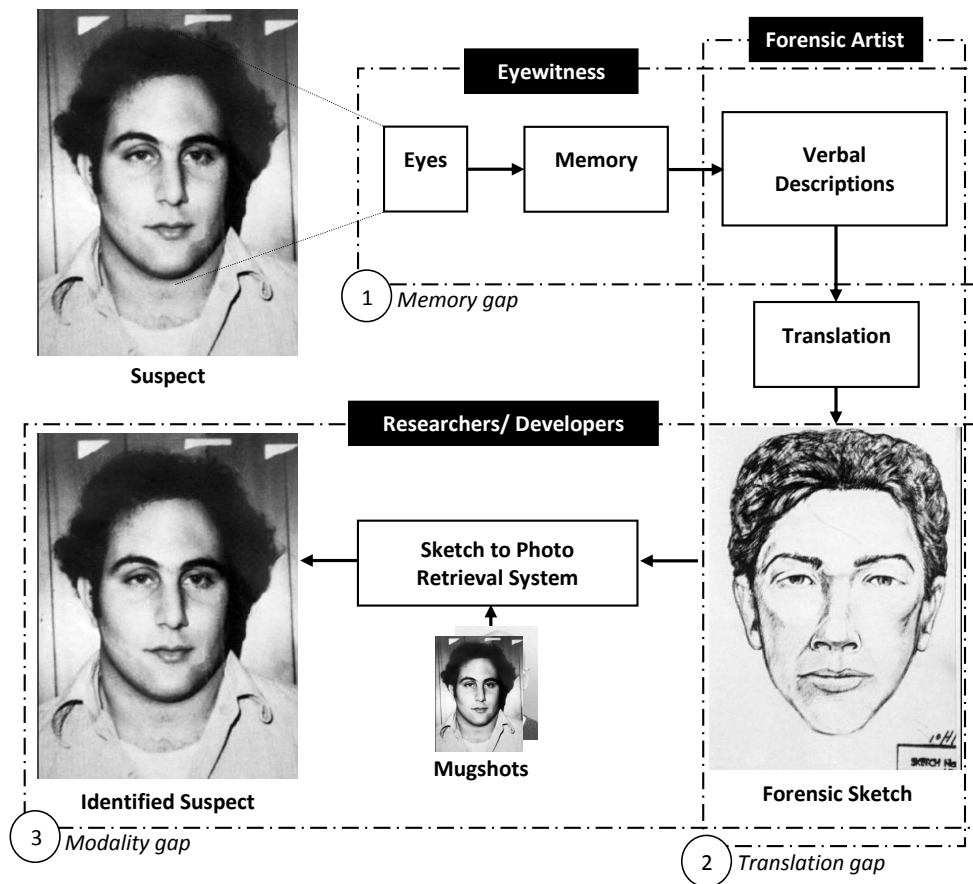 Forensic Artist
Eyewitness
Eyes
Memory
Verbal
Descriptions
1
Memory gap
Translation
Suspect
Researchers/ Developers
Sketch to Photo
Retrieval System
Mugshots
SKETCH
Identified Suspect
Forensic Sketch
3
Modality gap
2
Translation gap